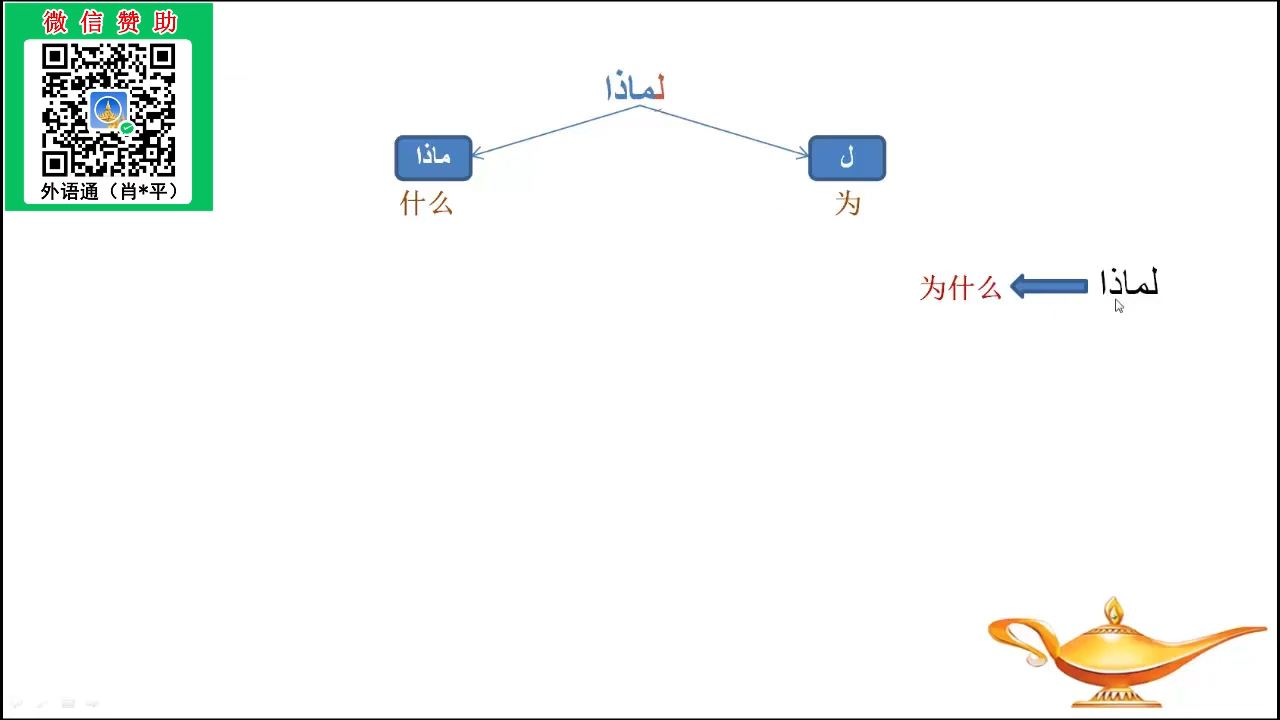 微信赞助
外语通（肖*平）
لماذا
ماذا
ل
什么
为
为什么
لماذا